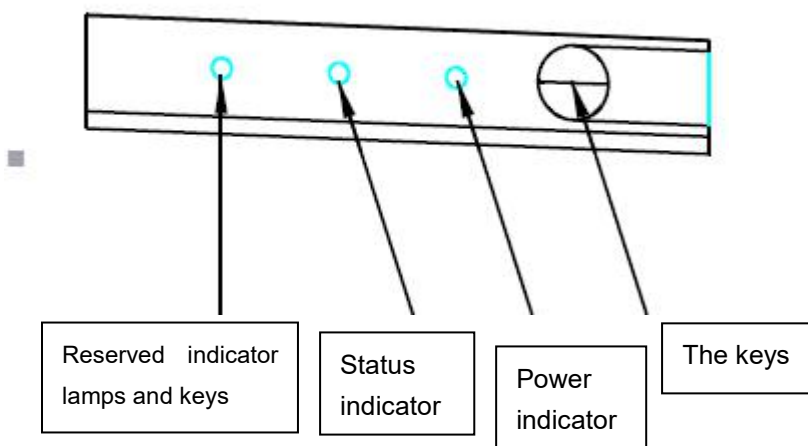 Reserved indicator
lamps and keys
Status
indicator
Power
indicator
The keys